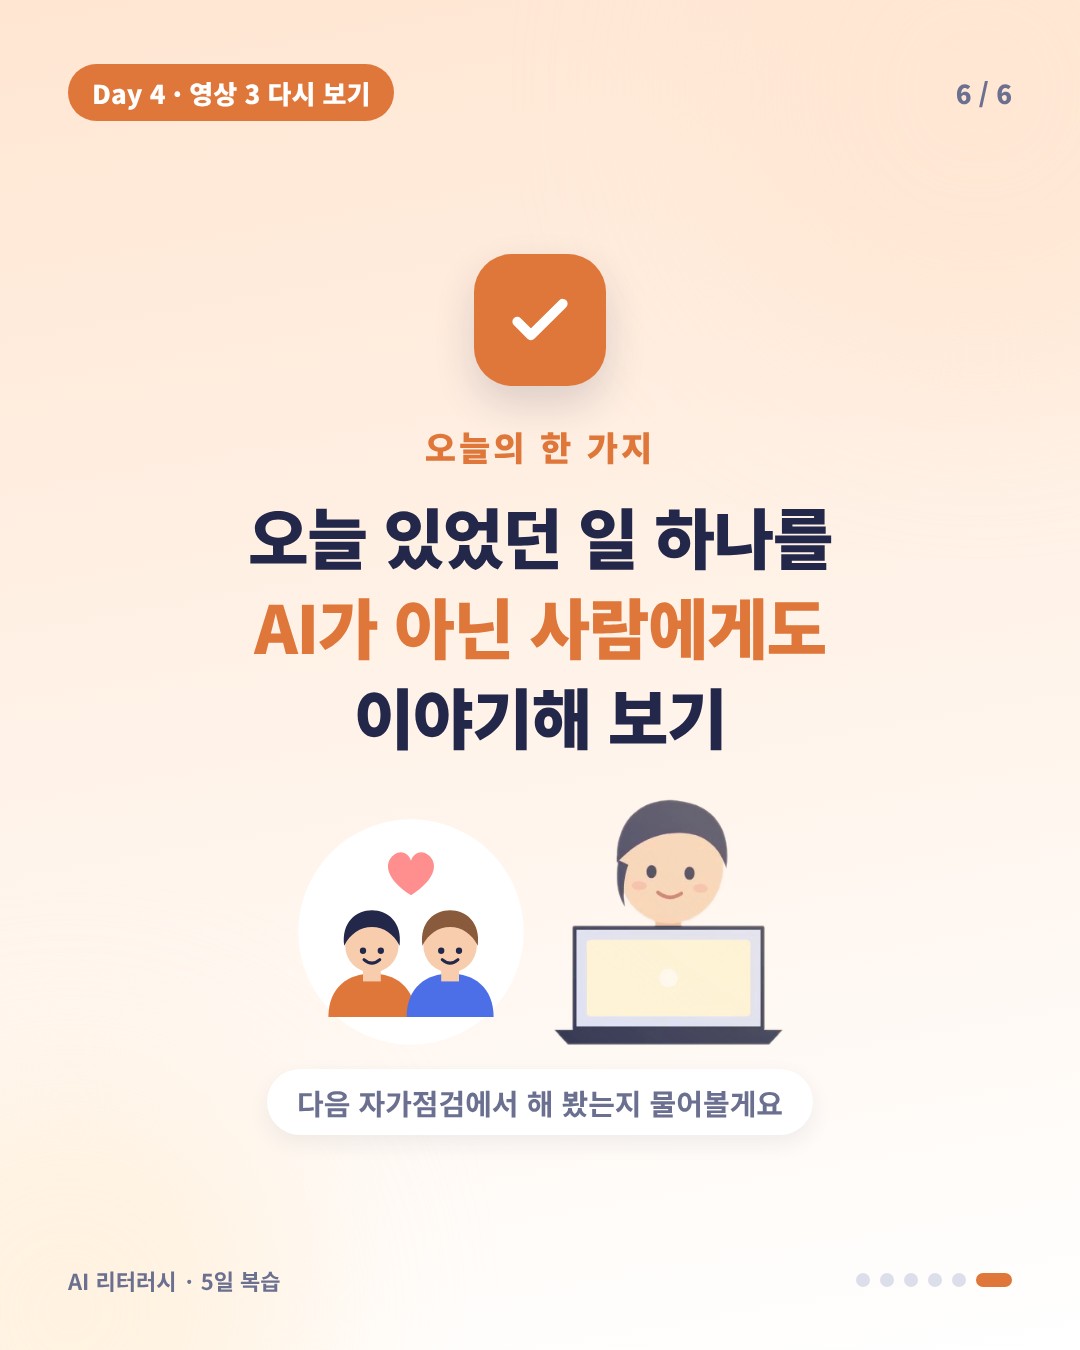 Day 4 · 영상 3 다시 보기
6 / 6
오늘의 한 가지
오늘 있었던 일 하나를
AI가 아닌 사람에게도
이야기해 보기
다음 자가점검에서 해 봤는지 물어볼게요
AI 리터러시 · 5일 복습